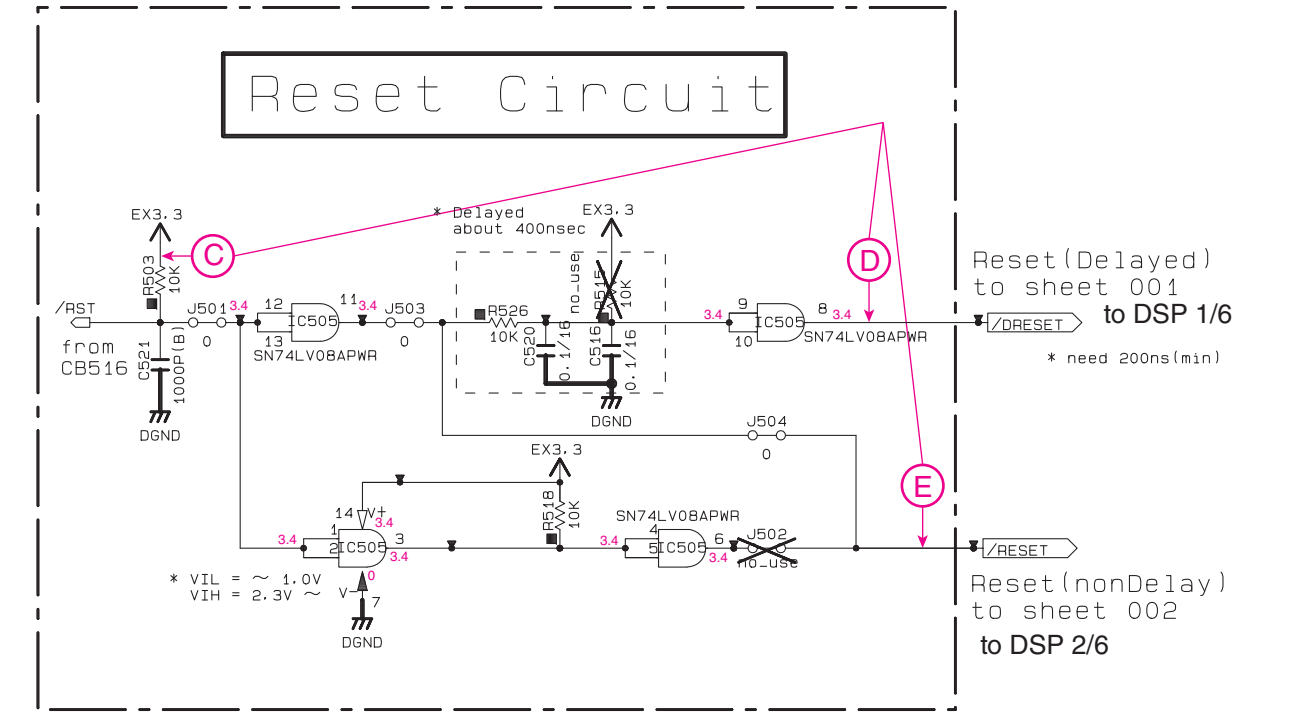 Reset Circuit
EX3.3
* Delayed
about 400nsec
EX3.3
C
D
R503
10K
no_use
R515
10K
Reset(Delayed)
to sheet 001
to DSP 1/6
/RST
from
CB516
J501
0
3.4
12
13
IC505
11
3.4
SN74LV08APWR
J503
0
R526
10K
3.4
9
10
IC505
8
3.4
SN74LV08APWR
/DRESET
* need 200ns(min)
C521
1000P(B)
DGND
C520
0.1/16
C516
0.1/16
DGND
J504
0
EX3.3
E
R518
10K
14
V+
3.4
3.4
1
2
IC505
3
3.4
0
V-
7
DGND
* VIL = ～ 1.0V
VIH = 2.3V ～
SN74LV08APWR
3.4
4
5
IC505
6
3.4
J502
no_use
/RESET
Reset(nonDelay)
to sheet 002
to DSP 2/6